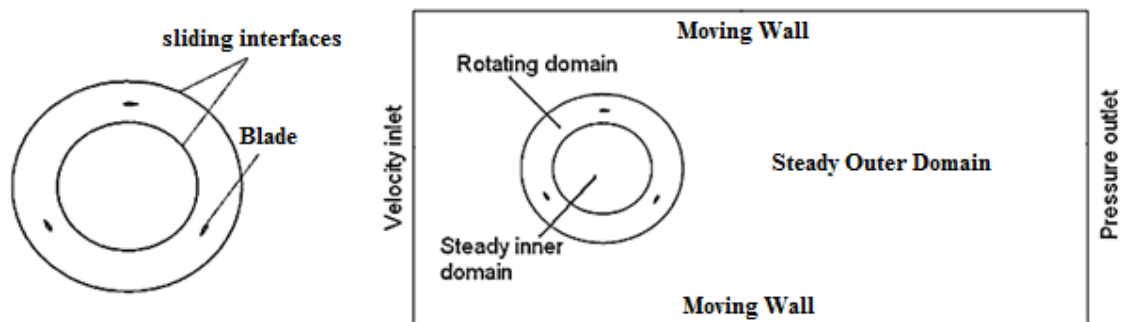 sliding interfaces
Blade
Moving Wall
Rotating domain
Velocity inlet
Steady Outer Domain
Pressure outlet
Steady inner
domain
Moving Wall